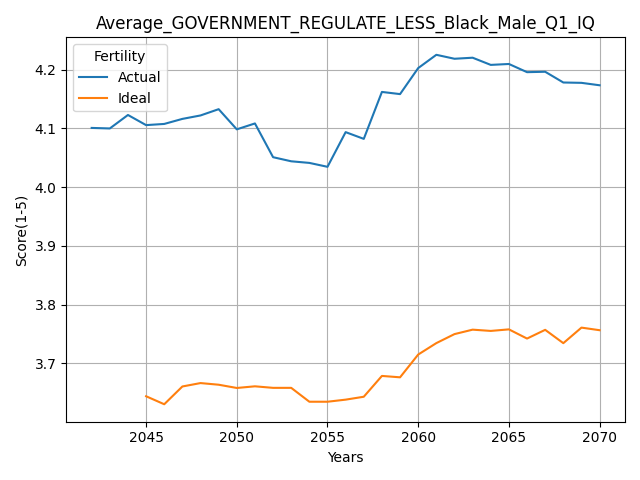 Average_GOVERNMENT_REGULATE_LESS_Black_Male_Q1_IQ
Fertility
Actual
Ideal
Score(1-5)
4.2
4.1
4.0
3.9
3.8
3.7
2045 2050 2055 2060 2065 2070
Years